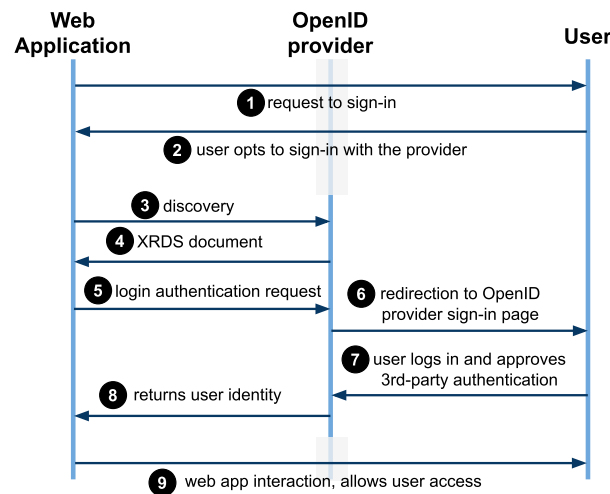 Web
Application
OpenID
provider
User
1 request to sign-in
2 user opts to sign-in with the provider
3 discovery
4 XRDS document
5 login authentication request
6 redirection to OpenID
provider sign-in page
7 user logs in and approves
3rd-party authentication
8 returns user identity
9 web app interaction, allows user access